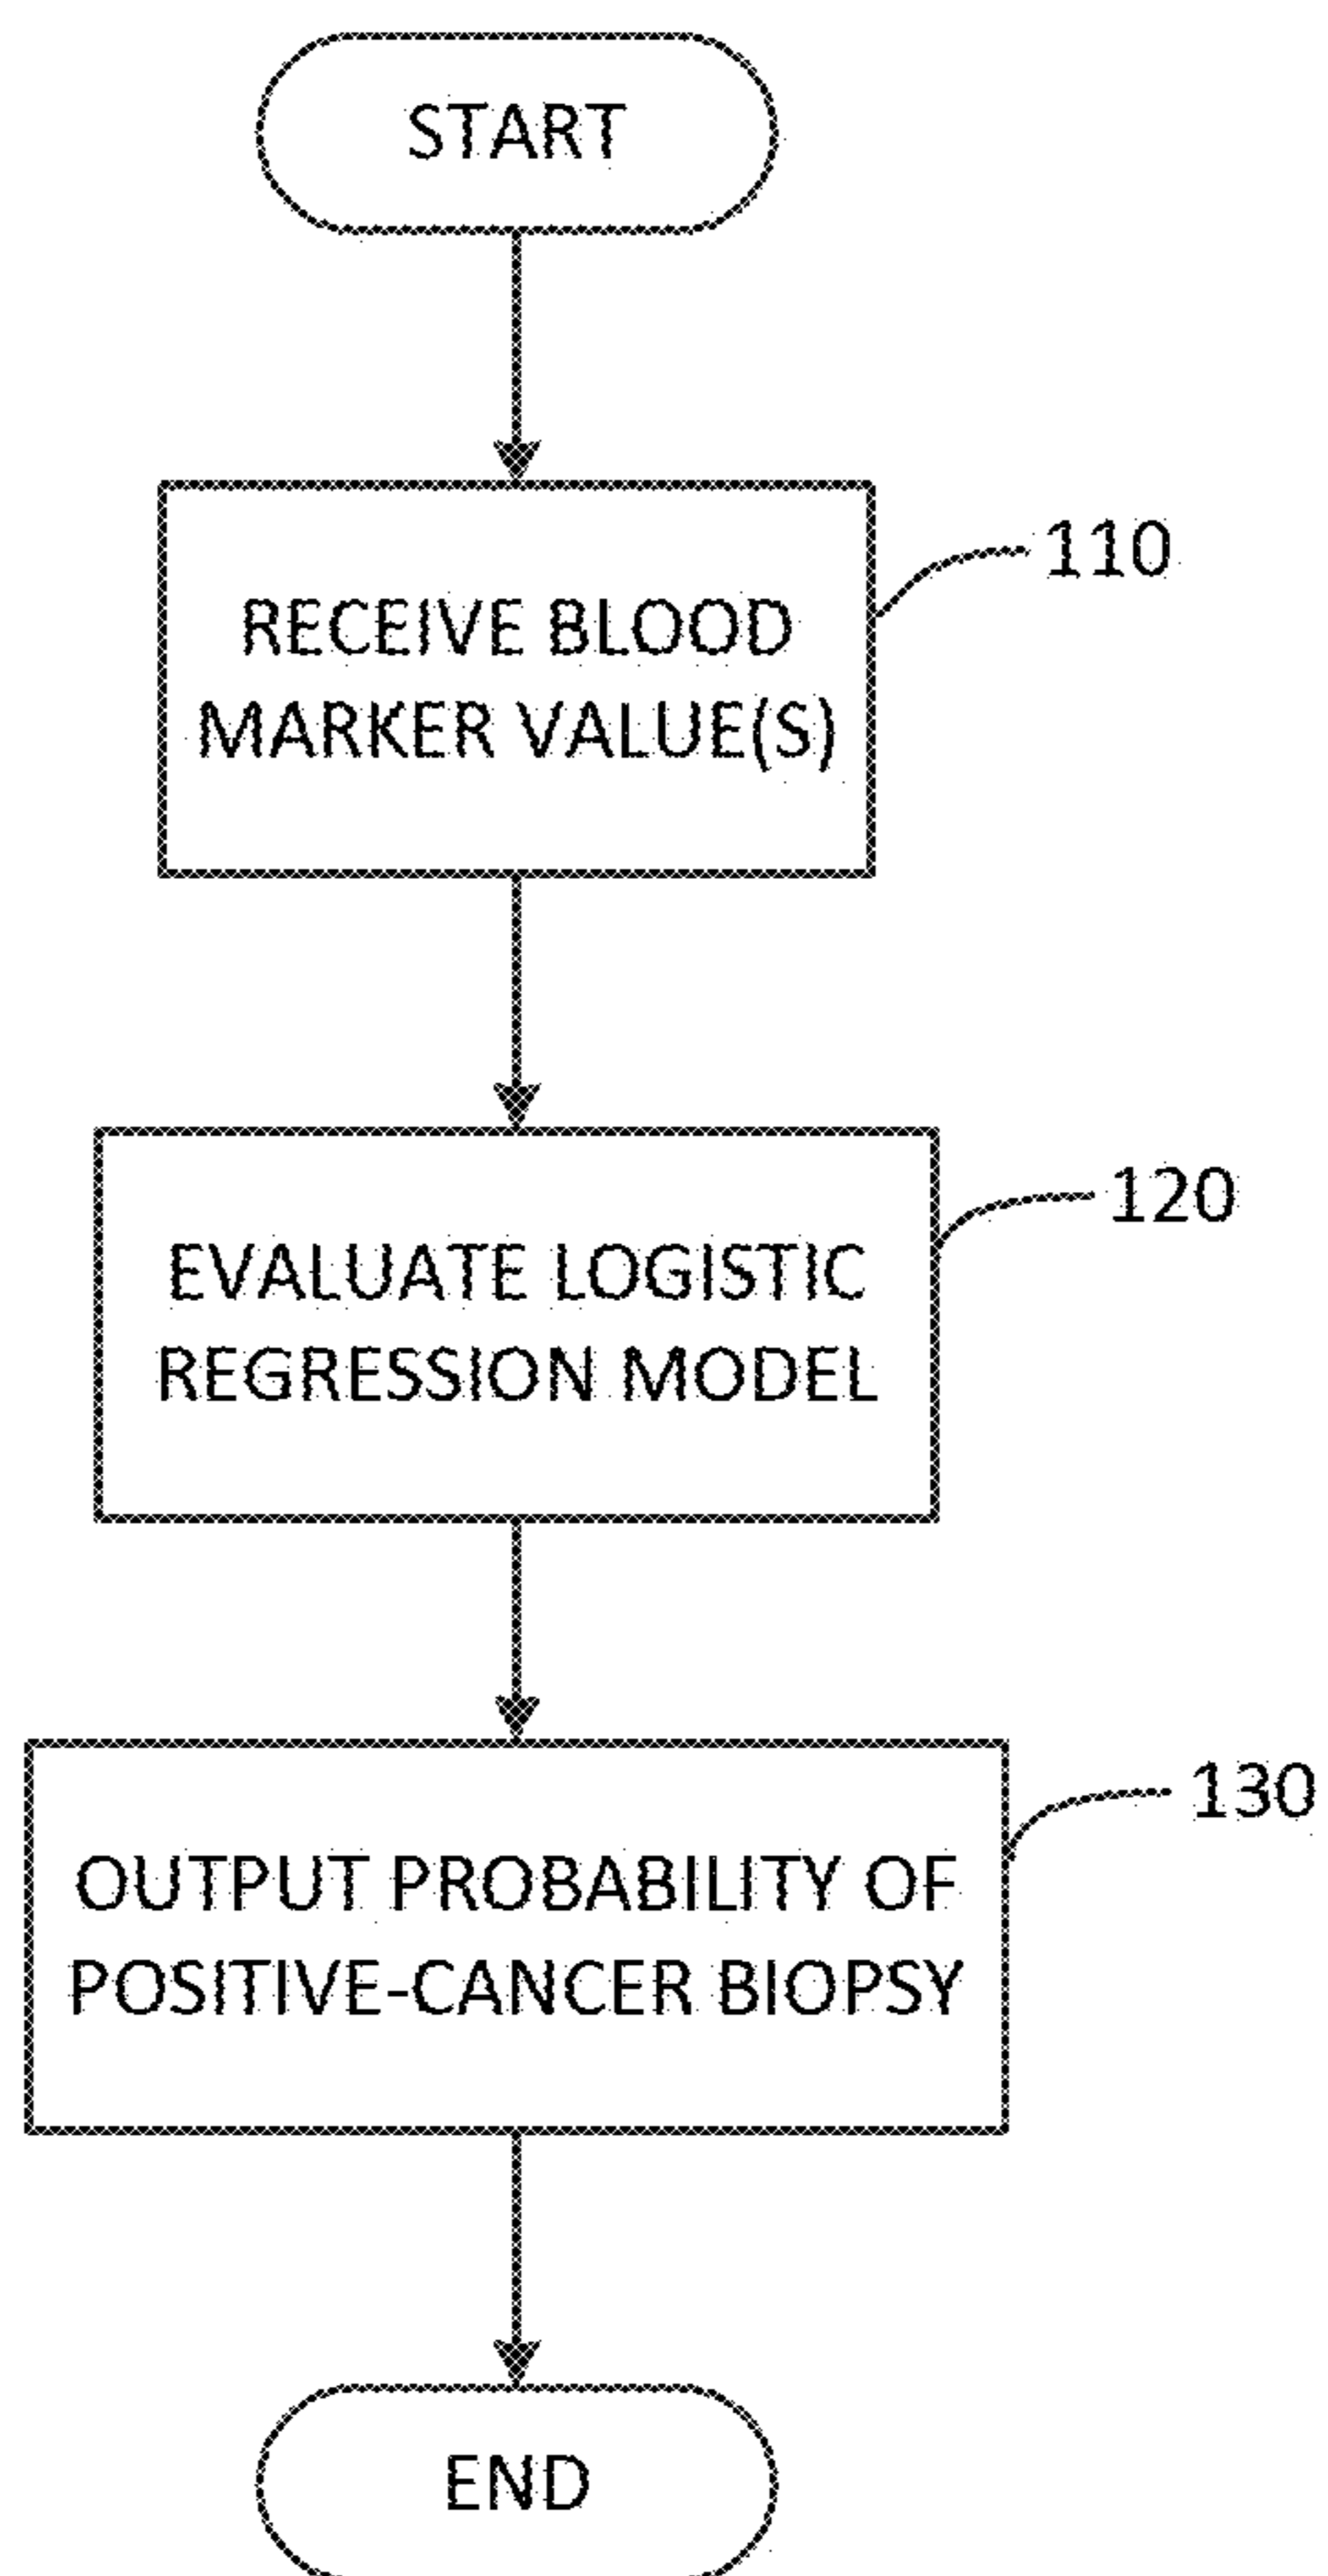 START
RECEIVE BLOOD
MARKER VALUE(S)
110
EVALUATE LOGISTIC
REGRESSION MODEL
120
OUTPUT PROBABILITY OF
POSITIVE-CANCER BIOPSY
130
END